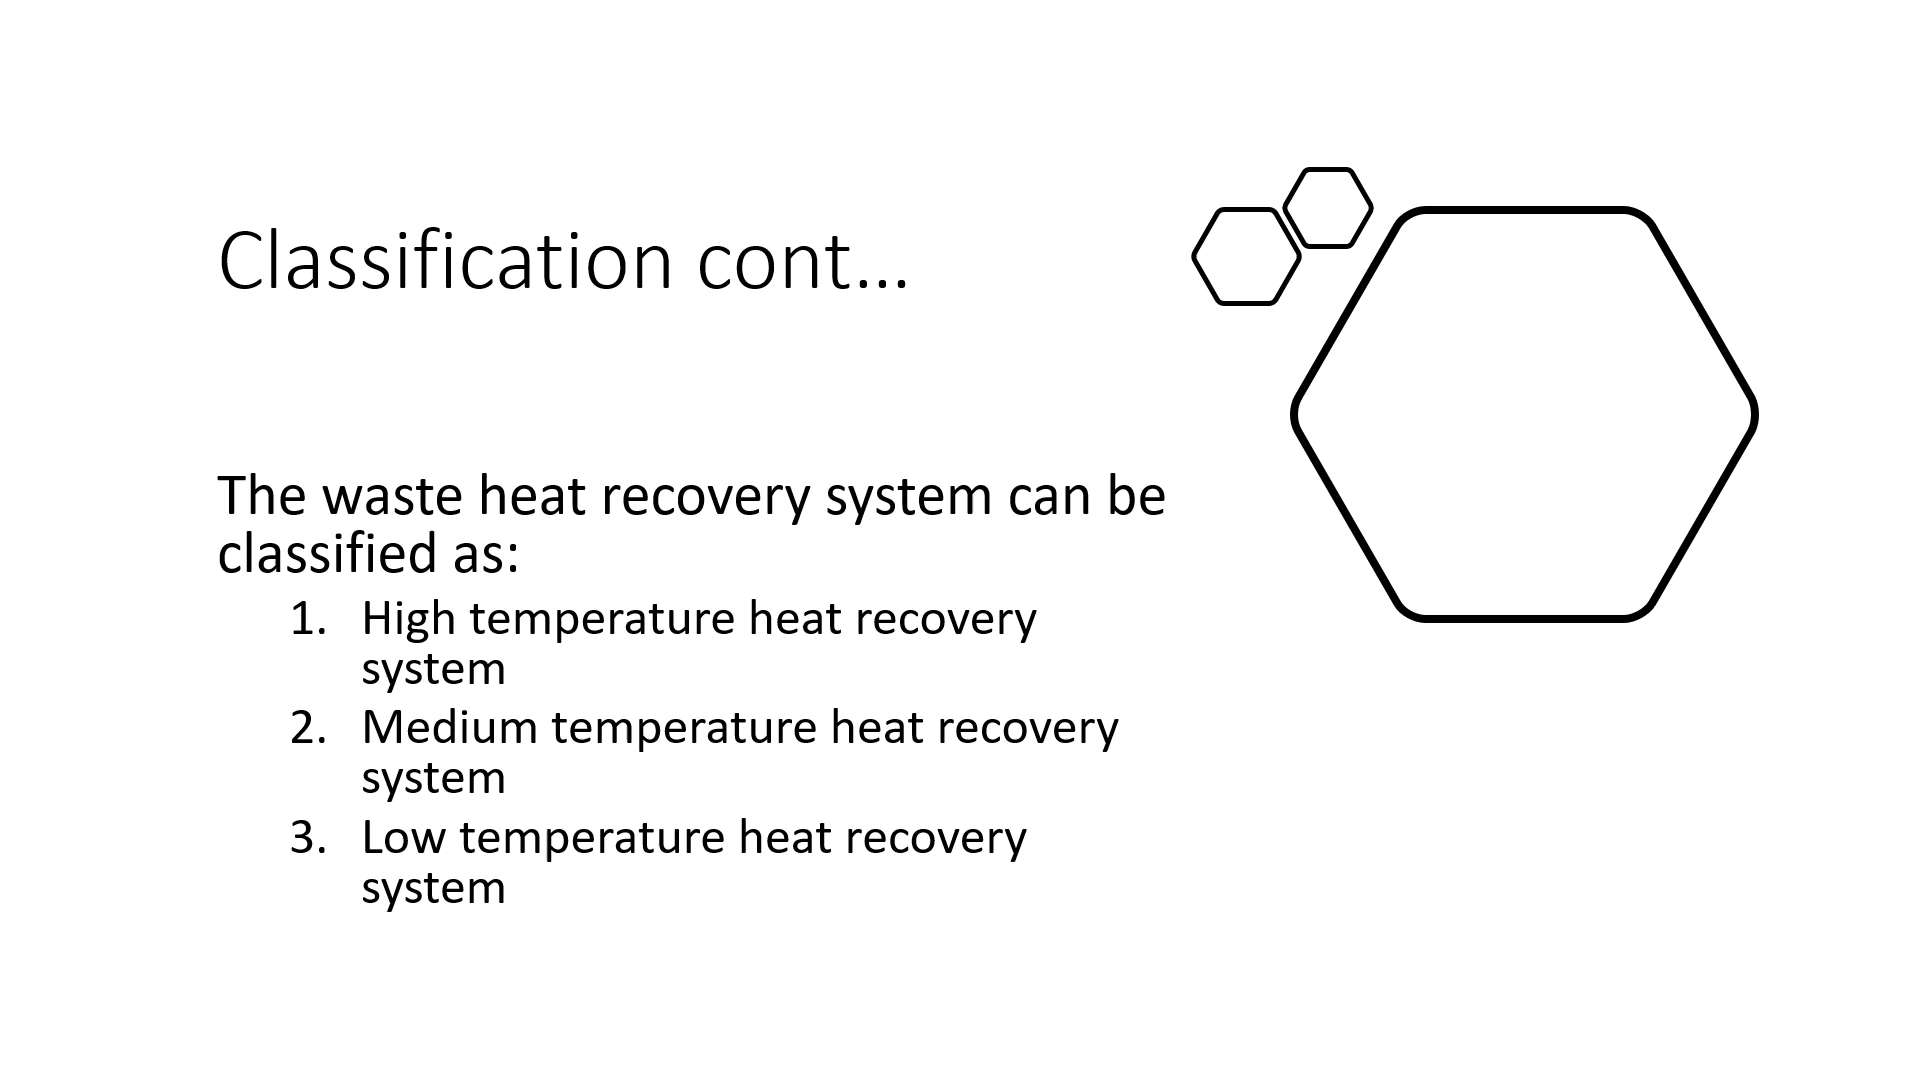 Classification cont…
The waste heat recovery system can be
classified as:
1. High temperature heat recovery
system
2. Medium temperature heat recovery
system
3. Low temperature heat recovery
system